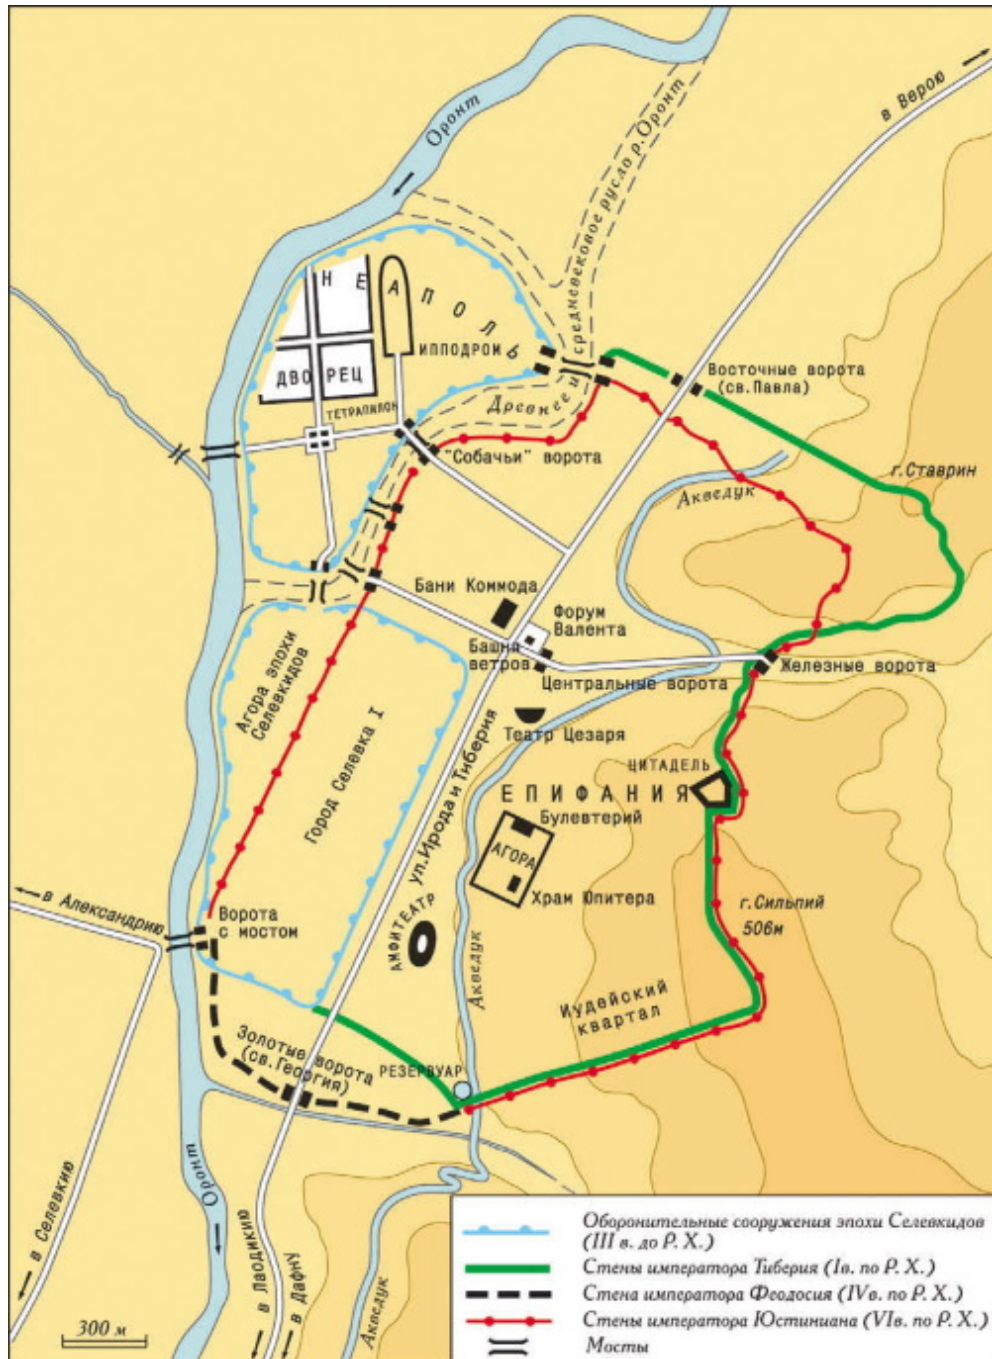 Оронт
в Верою
средневековое русло р.Оронт
Древнее и
НЕАПОЛЬ
ИППОДРОМ
ДВОРЕЦ
ТЕТРАПИЛОН
Восточные ворота
(св.Павла)
"Собачьи" ворота
г.Ставрин
Акведук
Бани Коммода
Форум
Валента
Башня
ветров
Центральные ворота
Железные ворота
Агора эпохи
Селевкидов
Театр Цезаря
Город Селевка I
ул.Ирода и Тиберия
ЦИТАДЕЛЬ
ЕПИФАНИЯ
Булевтерий
АГОРА
Храм Юпитера
в Александрию
Ворота
с мостом
АМФИТЕАТР
г.Сильпий
506м
Акведук
Иудейский
квартал
Золотые ворота
(св.Георгия)
РЕЗЕРВУАР
Оронт
в Селевкию
в Лаодикию
в Дафну
Акведук
300 м
Оборонительные сооружения эпохи Селевкидов
(III в. до Р. Х.)
Стены императора Тиберия (Iв. по Р. Х.)
Стена императора Феодосия (IVв. по Р. Х.)
Стены императора Юстиниана (VIв. по Р. Х.)
Мосты